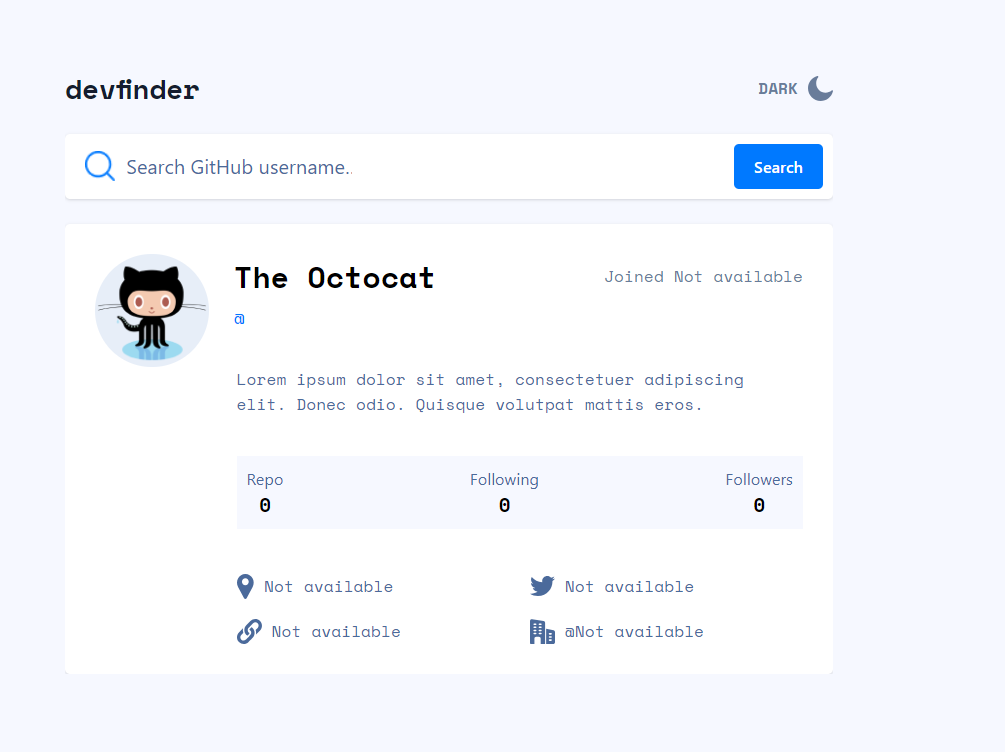 devfinder
DARK
Search GitHub username..
Search
The Octocat
Joined Not available
@
Lorem ipsum dolor sit amet, consectetuer adipiscing
elit. Donec odio. Quisque volutpat mattis eros.
Repo Following Followers
0 0 0
Not available
Not available
Not available
@Not available